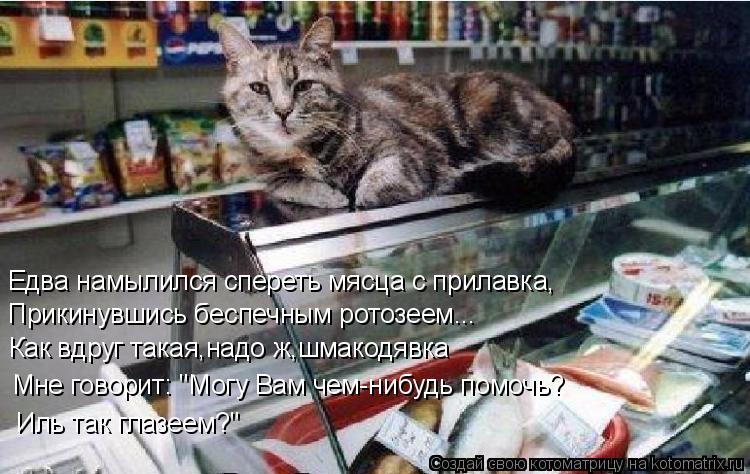 PEPSI
Едва намылился спереть мясца с прилавка,
Прикинувшись беспечным ротозеем...
Как вдруг такая,надо ж,шмакодявка
Мне говорит: "Могу Вам чем-нибудь помочь?
Иль так глазеем?"
Создай свою котоматрицу на kotomatrix.ru